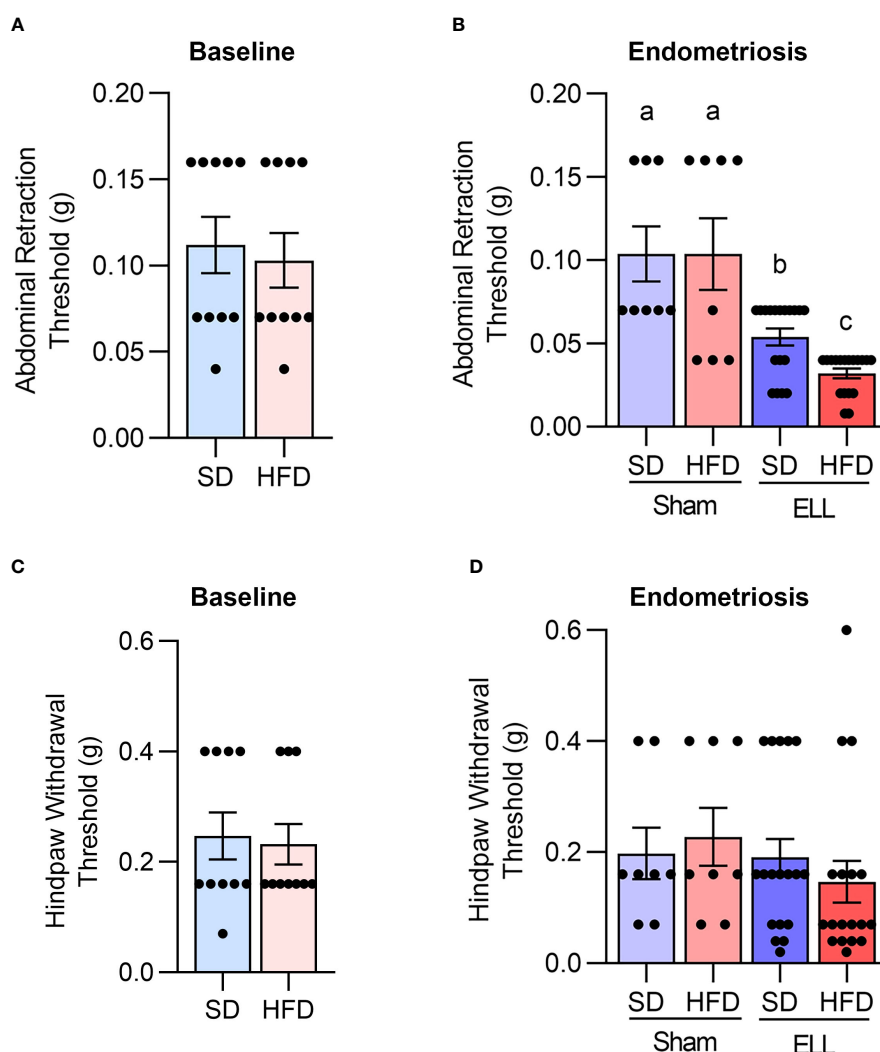 A
Baseline
Abdominal Retraction
Threshold (g)
0.20
0.15
0.10
0.05
0.00
SD HFD
B
Endometriosis
Abdominal Retraction
Threshold (g)
0.20
0.15
0.10
0.05
0.00
a a
b
c
SD HFD SD HFD
Sham ELL
C
Baseline
Hindpaw Withdrawal
Threshold (g)
0.6
0.4
0.2
0.0
SD HFD
D
Endometriosis
Hindpaw Withdrawal
Threshold (g)
0.6
0.4
0.2
0.0
SD HFD SD HFD
Sham ELL